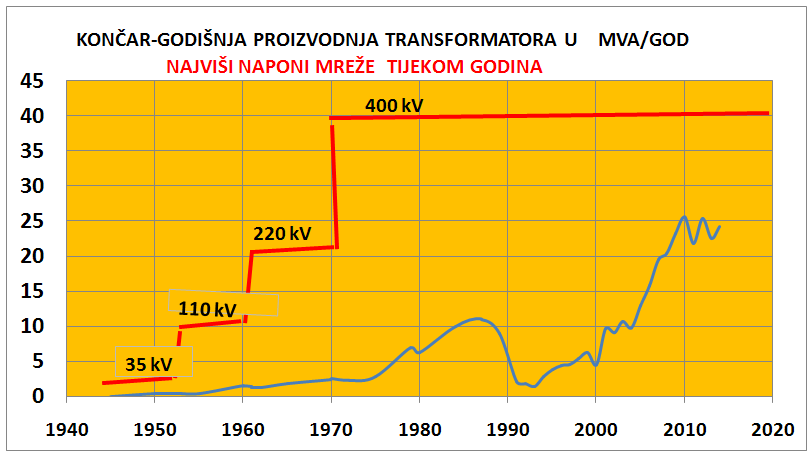 KONČAR-GODIŠNJA PROIZVODNJA TRANSFORMATORA U MVA/GOD
NAJVIŠI NAPONI MREŽE TIJEKOM GODINA
45
40
35
30
25
20
15
10
5
0
400 kV
220 kV
110 kV
35 kV
1940 1950 1960 1970 1980 1990 2000 2010 2020